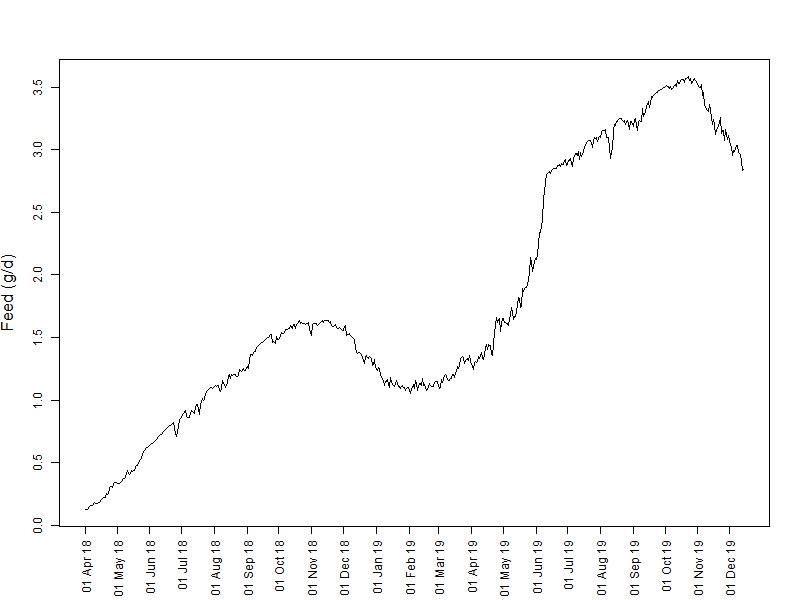 Feed (g/d)
3.5
3.0
2.5
2.0
1.5
1.0
0.5
0.0
01 Apr 18
01 May 18
01 Jun 18
01 Jul 18
01 Aug 18
01 Sep 18
01 Oct 18
01 Nov 18
01 Dec 18
01 Jan 19
01 Feb 19
01 Mar 19
01 Apr 19
01 May 19
01 Jun 19
01 Jul 19
01 Aug 19
01 Sep 19
01 Oct 19
01 Nov 19
01 Dec 19